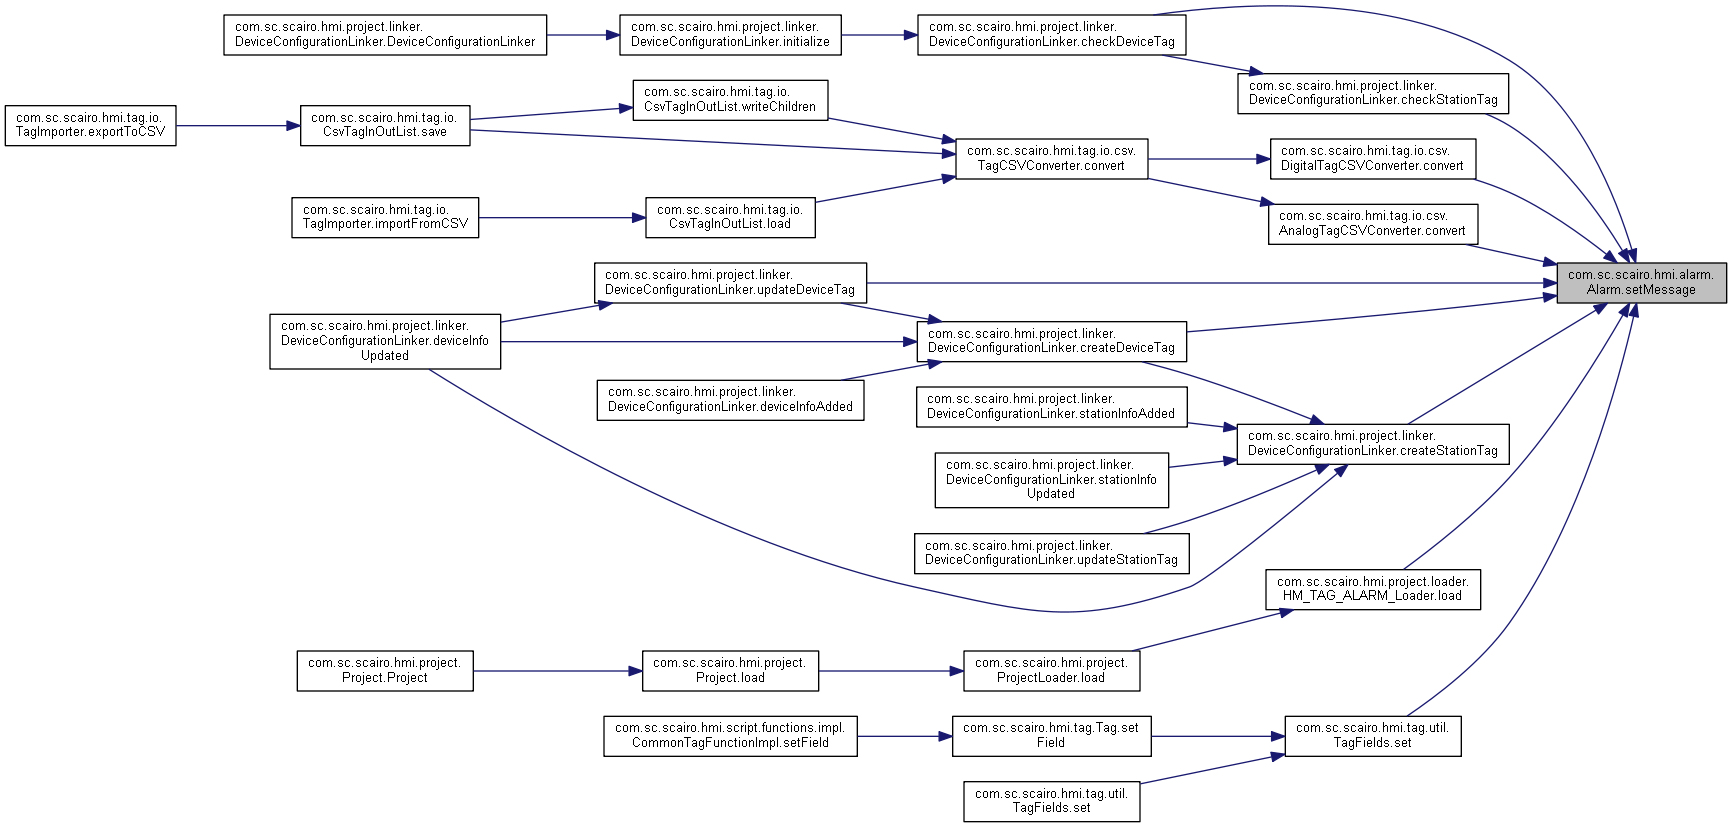 com.sc.scairo.hmi.project.linker.
DeviceConfigurationLinker.DeviceConfigurationLinker
com.sc.scairo.hmi.project.linker.
DeviceConfigurationLinker.initialize
com.sc.scairo.hmi.project.linker.
DeviceConfigurationLinker.checkDeviceTag
com.sc.scairo.hmi.project.linker.
DeviceConfigurationLinker.checkStationTag
com.sc.scairo.hmi.tag.io.
TagImporter.exportToCSV
com.sc.scairo.hmi.tag.io.
CsvTagInOutList.save
com.sc.scairo.hmi.tag.io.
CsvTagInOutList.writeChildren
com.sc.scairo.hmi.tag.io.csv.
TagCSVConverter.convert
com.sc.scairo.hmi.tag.io.csv.
DigitalTagCSVConverter.convert
com.sc.scairo.hmi.tag.io.
TagImporter.importFromCSV
com.sc.scairo.hmi.tag.io.
CsvTagInOutList.load
com.sc.scairo.hmi.tag.io.csv.
AnalogTagCSVConverter.convert
com.sc.scairo.hmi.alarm.
Alarm.setMessage
com.sc.scairo.hmi.project.linker.
DeviceConfigurationLinker.updateDeviceTag
com.sc.scairo.hmi.project.linker.
DeviceConfigurationLinker.deviceInfo
Updated
com.sc.scairo.hmi.project.linker.
DeviceConfigurationLinker.createDeviceTag
com.sc.scairo.hmi.project.linker.
DeviceConfigurationLinker.deviceInfoAdded
com.sc.scairo.hmi.project.linker.
DeviceConfigurationLinker.stationInfoAdded
com.sc.scairo.hmi.project.linker.
DeviceConfigurationLinker.createStationTag
com.sc.scairo.hmi.project.linker.
DeviceConfigurationLinker.stationInfo
Updated
com.sc.scairo.hmi.project.linker.
DeviceConfigurationLinker.updateStationTag
com.sc.scairo.hmi.project.loader.
HM_TAG_ALARM_Loader.load
com.sc.scairo.hmi.project.
Project.Project
com.sc.scairo.hmi.project.
Project.load
com.sc.scairo.hmi.project.
ProjectLoader.load
com.sc.scairo.hmi.script.functions.impl.
CommonTagFunctionImpl.setField
com.sc.scairo.hmi.tag.Tag.set
Field
com.sc.scairo.hmi.tag.util.
TagFields.set
com.sc.scairo.hmi.tag.util.
TagFields.set